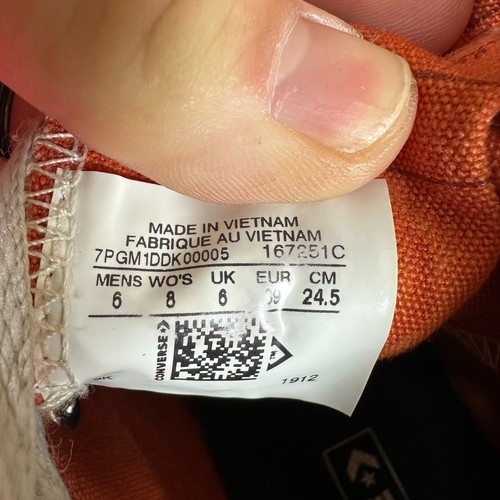 MADE IN VIETNAM
FABRIQUE AU VIETNAM
7PGM1DDK00005 167251C
MENS WO'S UK EUR CM
6 8 6 39 24.5
CONVERSE
1912